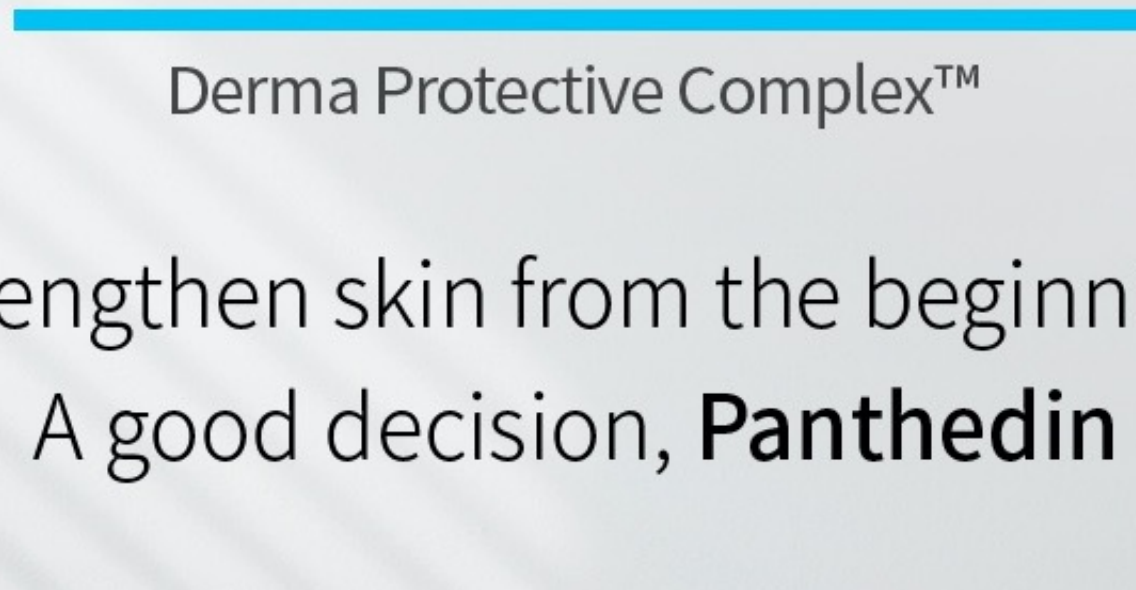 Derma Protective Complex™
engthen skin from the beginn
A good decision, Panthedin